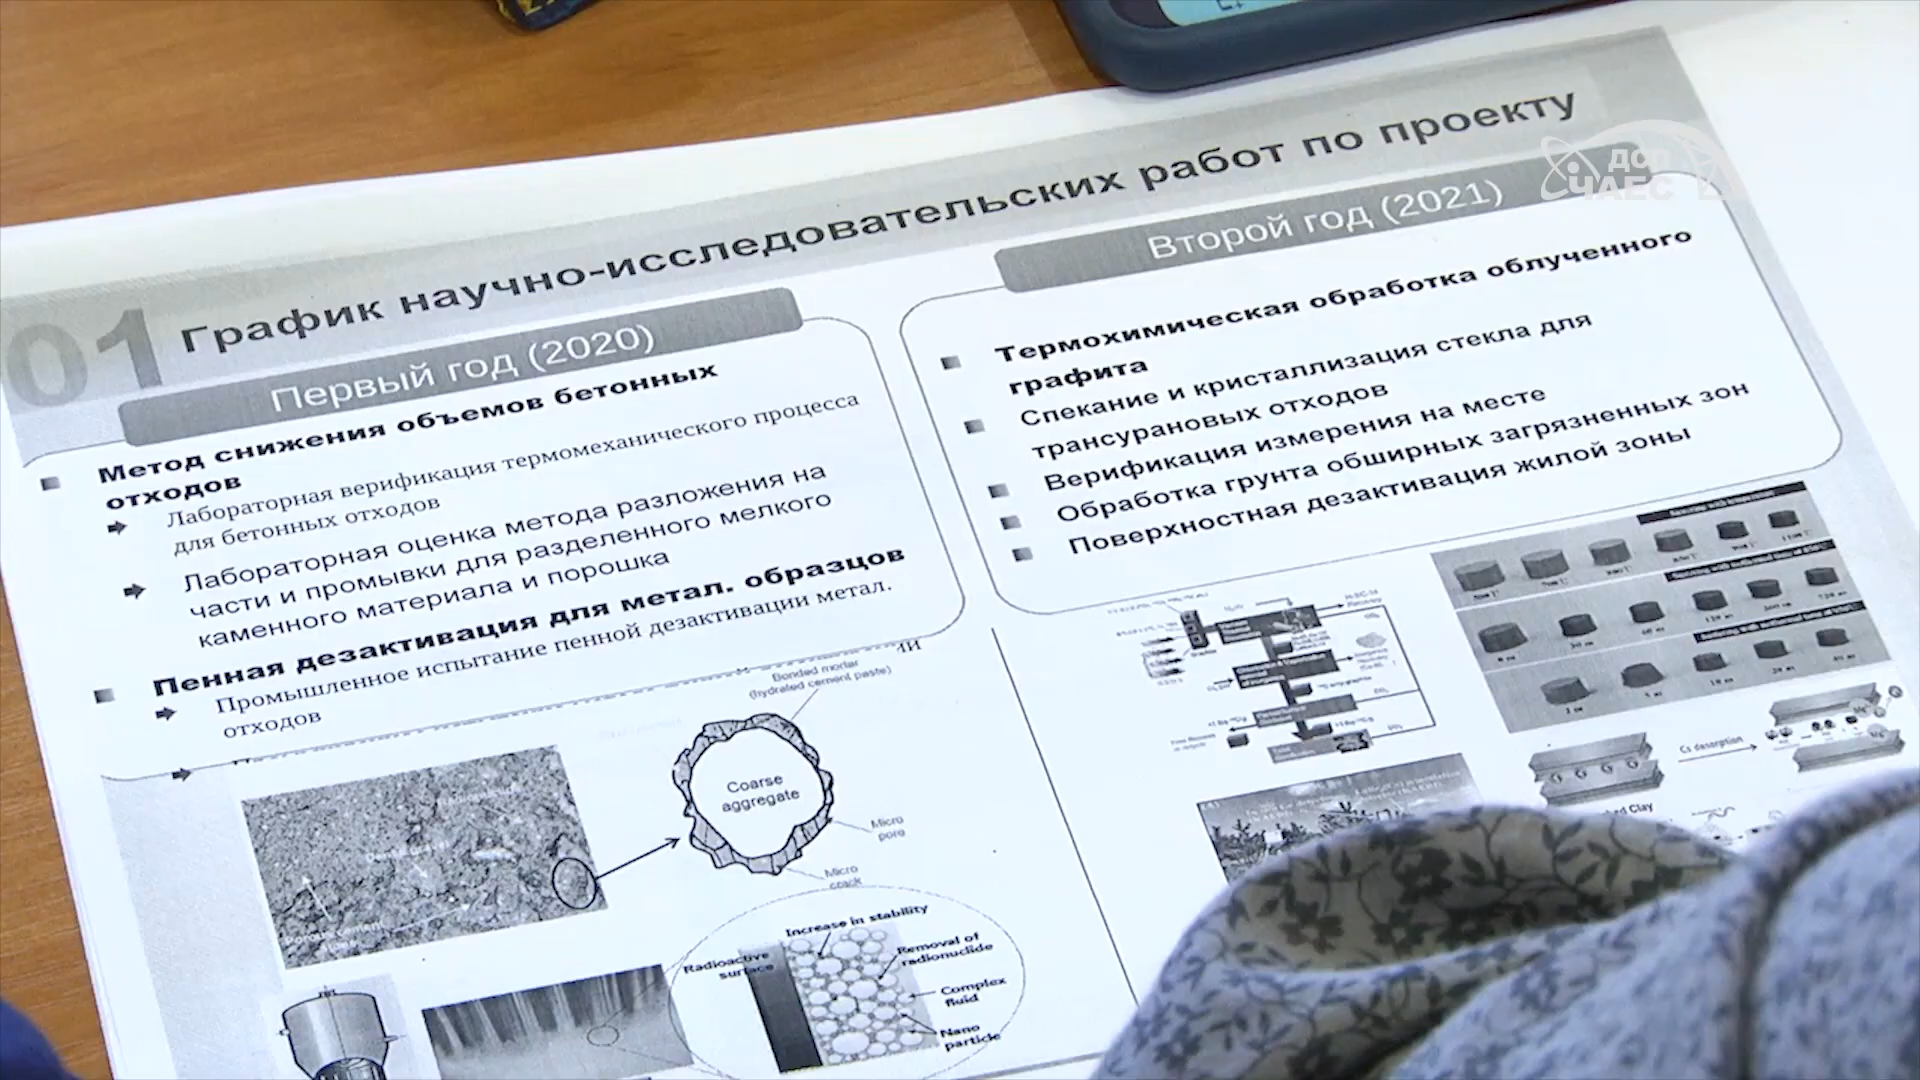 ДСП
ЧАЕС
01
График научно-исследовательских работ по проекту
Первый год (2020)
Метод снижения объемов бетонных
отходов
Лабораторная верификация термомеханического процесса
для бетонных отходов
Лабораторная оценка метода разложения на
части и промывки для разделенного мелкого
каменного материала и порошка
Пенная дезактивация для метал. образцов
Промышленное испытание пенной дезактивации метал.
отходов
Второй год (2021)
Термохимическая обработка облученного
графита
Спекание и кристаллизация стекла для
трансурановых отходов
Верификация измерения на месте
Обработка грунта обширных загрязненных зон
Поверхностная дезактивация жилой зоны
Bonded mortar
(hydrated cement paste)
Coarse
aggregate
Micro
pore
Micro
crack
Increase in stability
Radioactive
surface
Removal of
radionuclide
Complex
fluid
Nano
particle
Cs desorption
Clay